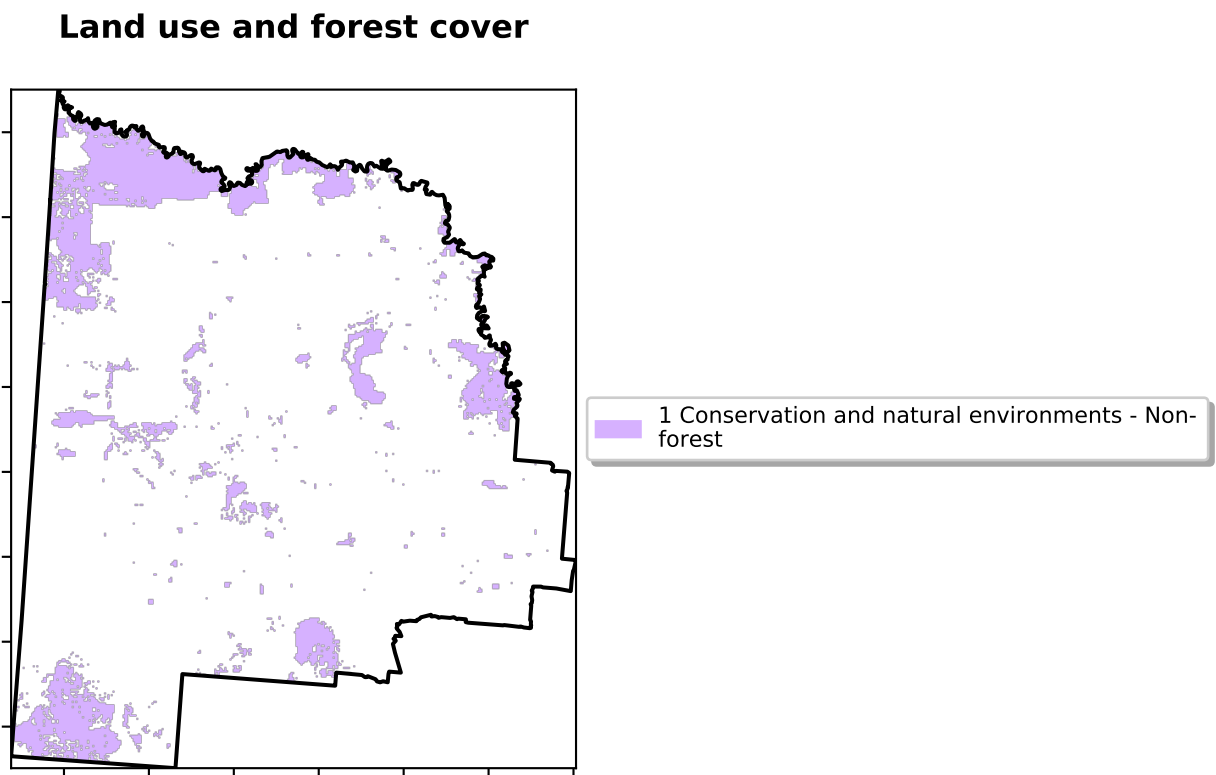 Land use and forest cover
1 Conservation and natural environments - Non-
forest